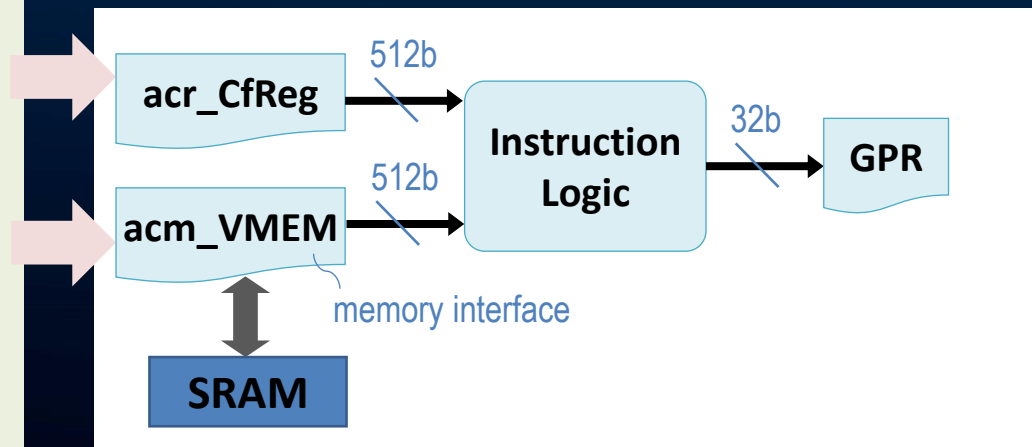 512b
acr_CfReg
Instruction
Logic
32b
GPR
512b
acm_VMEM
memory interface
SRAM